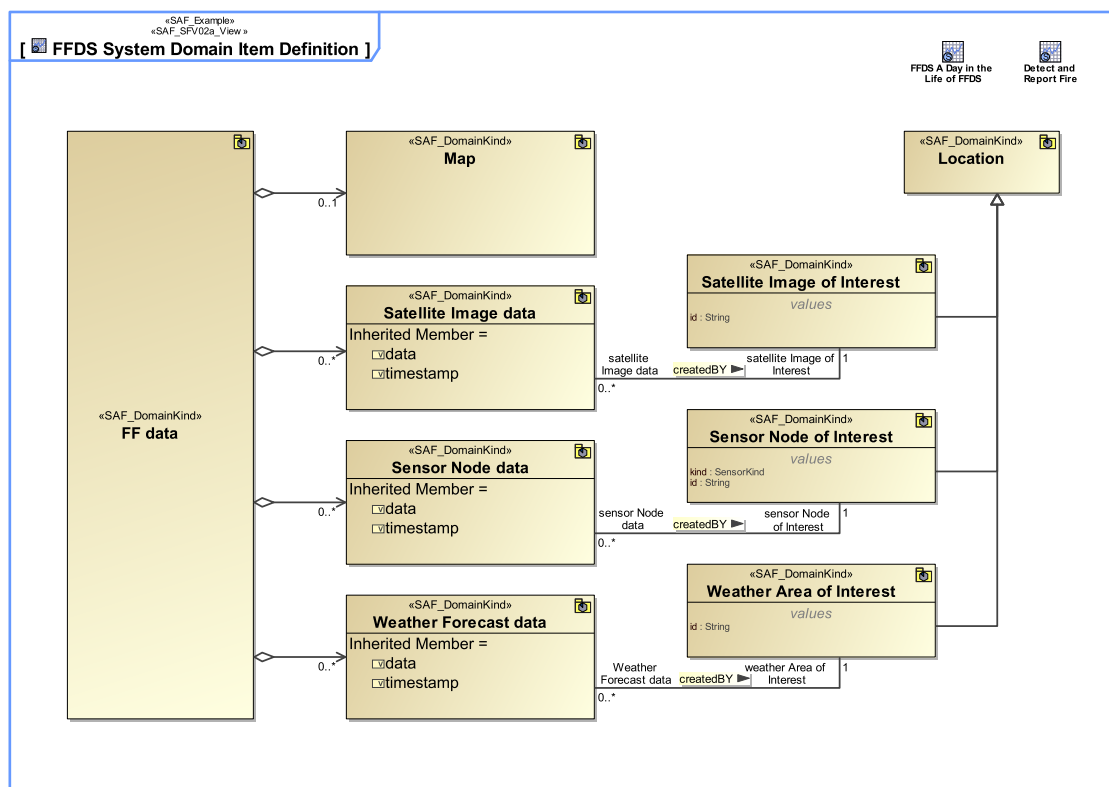 «SAF_Example»
«SAF_SFV02a_View »
[ FFDS System Domain Item Definition ]
FFDS A Day in the
Life of FFDS
Detect and
Report Fire
«SAF_DomainKind»
FF data
«SAF_DomainKind»
Map
0..1
«SAF_DomainKind»
Location
«SAF_DomainKind»
Satellite Image data
Inherited Member =
data
timestamp
0..*
«SAF_DomainKind»
Satellite Image of Interest
values
id : String
satellite
Image data
createdBY
satellite Image of
Interest
1
0..*
«SAF_DomainKind»
Sensor Node data
Inherited Member =
data
timestamp
0..*
«SAF_DomainKind»
Sensor Node of Interest
values
kind : SensorKind
id : String
sensor Node
data
createdBY
sensor Node
of Interest
1
0..*
«SAF_DomainKind»
Weather Forecast data
Inherited Member =
data
timestamp
0..*
«SAF_DomainKind»
Weather Area of Interest
values
id : String
Weather
Forecast data
createdBY
weather Area of
Interest
1
0..*